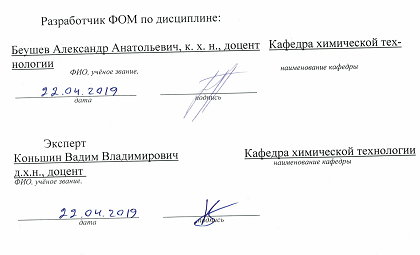 Разработчик ФОМ по дисциплине:
Беушев Александр Анатольевич, к. х. н., доцент Кафедра химической тех-
нологии
ФИО, учёное звание. наименование кафедры
22.04.2019
дата подпись
Эксперт
Коньшин Вадим Владимирович Кафедра химической технологии
д.х.н., доцент наименование кафедры
ФИО, учёное звание.
22.04.2019
дата подпись